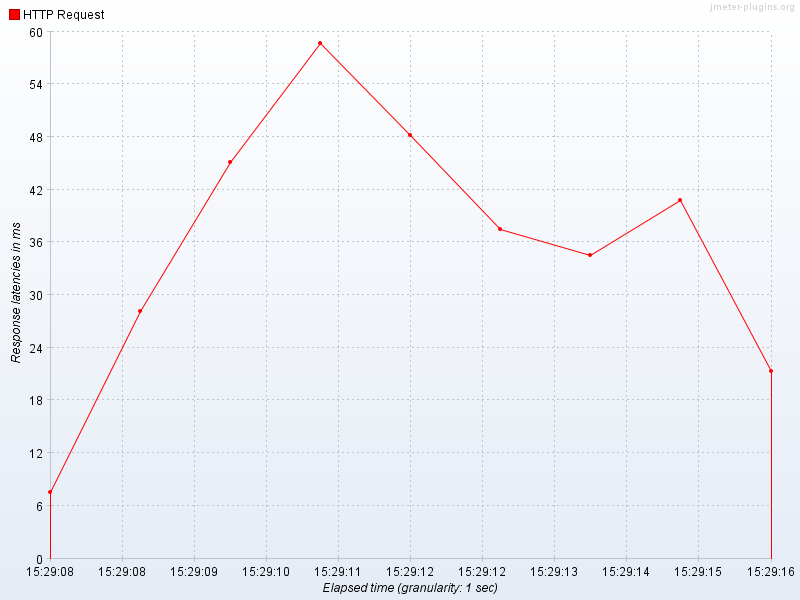 jmeter-plugins.org
HTTP Request
60
54
48
42
36
30
24
18
12
6
0
Response latencies in ms
15:29:08 15:29:08 15:29:09 15:29:10 15:29:11 15:29:12 15:29:12 15:29:13 15:29:14 15:29:15 15:29:16
Elapsed time (granularity: 1 sec)